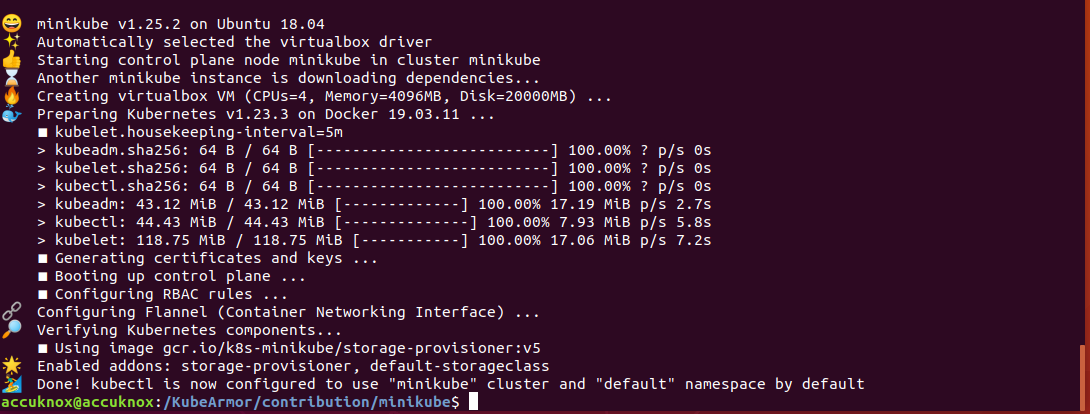 😄 minikube v1.25.2 on Ubuntu 18.04
✨ Automatically selected the virtualbox driver
👍 Starting control plane node minikube in cluster minikube
⌛ Another minikube instance is downloading dependencies...
🔥 Creating virtualbox VM (CPUs=4, Memory=4096MB, Disk=20000MB) ...
🐳 Preparing Kubernetes v1.23.3 on Docker 19.03.11 ...
■ kubelet.housekeeping-interval=5m
> kubeadm.sha256: 64 B / 64 B [--------------------------] 100.00% ? p/s 0s
> kubelet.sha256: 64 B / 64 B [--------------------------] 100.00% ? p/s 0s
> kubectl.sha256: 64 B / 64 B [--------------------------] 100.00% ? p/s 0s
> kubeadm: 43.12 MiB / 43.12 MiB [-------------] 100.00% 17.19 MiB p/s 2.7s
> kubectl: 44.43 MiB / 44.43 MiB [--------------] 100.00% 7.93 MiB p/s 5.8s
> kubelet: 118.75 MiB / 118.75 MiB [-----------] 100.00% 17.06 MiB p/s 7.2s
■ Generating certificates and keys ...
■ Booting up control plane ...
■ Configuring RBAC rules ...
🔗 Configuring Flannel (Container Networking Interface) ...
🔎 Verifying Kubernetes components...
■ Using image gcr.io/k8s-minikube/storage-provisioner:v5
🌟 Enabled addons: storage-provisioner, default-storageclass
🏄 Done! kubectl is now configured to use "minikube" cluster and "default" namespace by default
accuknox@accuknox:/KubeArmor/contribution/minikube$